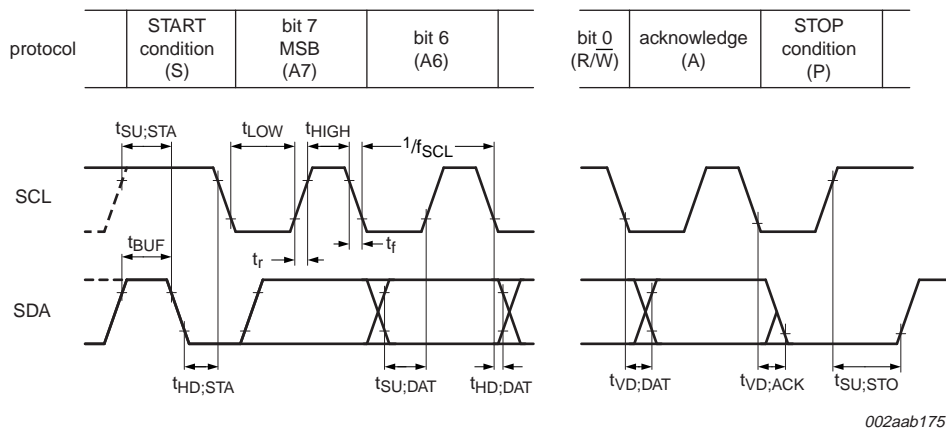 protocol
START
condition
(S)
bit 7
MSB
(A7)
bit 6
(A6)
bit 0
(R/W̅)
acknowledge
(A)
STOP
condition
(P)
tSU;STA
tLOW
tHIGH
1/fSCL
SCL
tBUF
tr
tf
SDA
tHD;STA
tSU;DAT
tHD;DAT
tVD;DAT
tVD;ACK
tSU;STO
002aab175